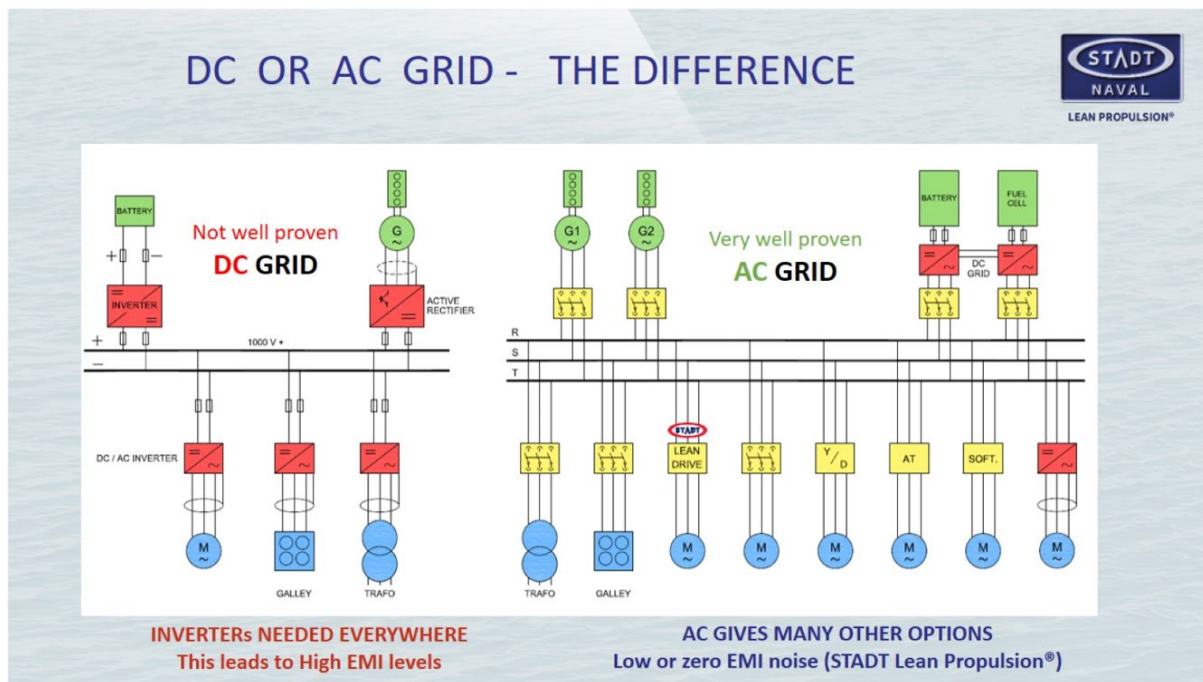 DC OR AC GRID - THE DIFFERENCE
STADT
NAVAL
LEAN PROPULSION®
BATTERY
+
−
INVERTER
Not well proven
DC GRID
G
~
ACTIVE
RECTIFIER
+
1000 V +
−
DC / AC INVERTER
M
~
GALLEY
TRAFO
G1
~
G2
~
Very well proven
AC GRID
BATTERY
FUEL
CELL
DC
GRID
R
S
T
STADT
LEAN
DRIVE
Y/D
AT
SOFT.
TRAFO
GALLEY
M
~
M
~
M
~
M
~
M
~
M
~
INVERTERs NEEDED EVERYWHERE
This leads to High EMI levels
AC GIVES MANY OTHER OPTIONS
Low or zero EMI noise (STADT Lean Propulsion®)